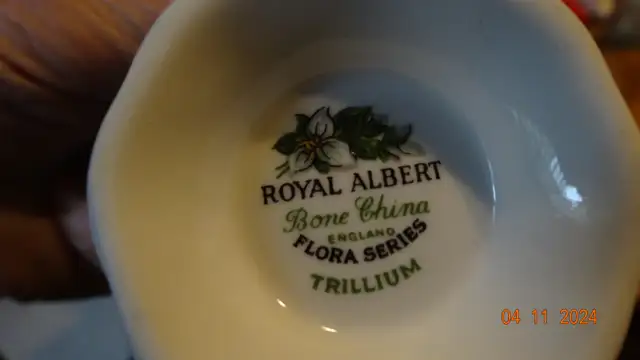 ROYAL ALBERT
Bone China
ENGLAND
FLORA SERIES
TRILLIUM
04 11 2024